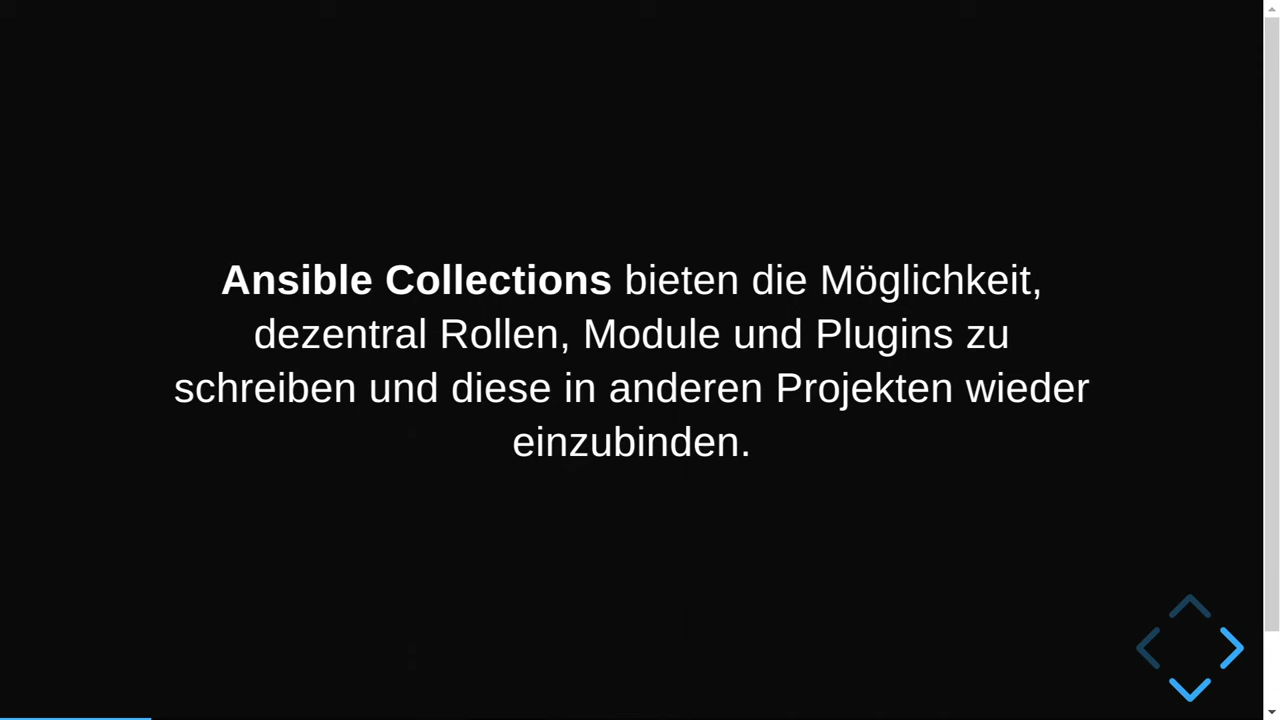 Ansible Collections bieten die Möglichkeit,
dezentral Rollen, Module und Plugins zu
schreiben und diese in anderen Projekten wieder
einzubinden.